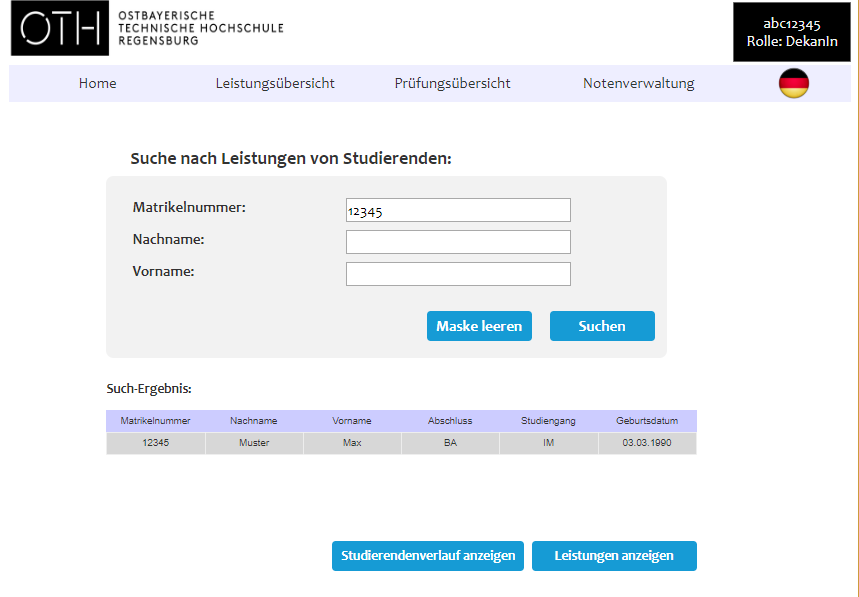 OTH
OSTBAYERISCHE
TECHNISCHE HOCHSCHULE
REGENSBURG
abc12345
Rolle: DekanIn
Home Leistungsübersicht Prüfungsübersicht Notenverwaltung
Suche nach Leistungen von Studierenden:
Matrikelnummer: 12345
Nachname:
Vorname:
Maske leeren Suchen
Such-Ergebnis:
Matrikelnummer Nachname Vorname Abschluss Studiengang Geburtsdatum
12345 Muster Max BA IM 03.03.1990
Studierendenverlauf anzeigen Leistungen anzeigen